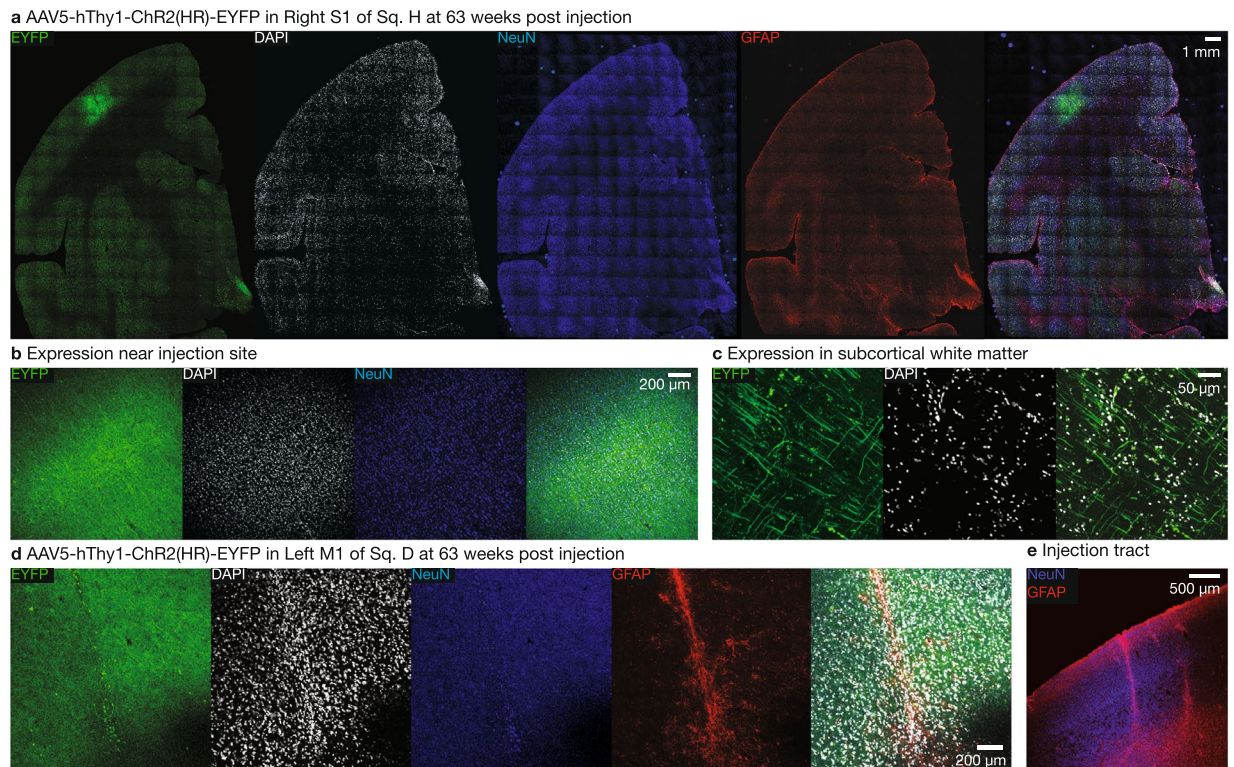 a AAV5-hThy1-ChR2(HR)-EYFP in Right S1 of Sq. H at 63 weeks post injection
EYFP DAPI NeuN GFAP
1 mm
b Expression near injection site
EYFP DAPI NeuN
200 µm
c Expression in subcortical white matter
EYFP DAPI
50 µm
d AAV5-hThy1-ChR2(HR)-EYFP in Left M1 of Sq. D at 63 weeks post injection
EYFP DAPI NeuN GFAP
200 µm
e Injection tract
NeuN
GFAP
500 µm